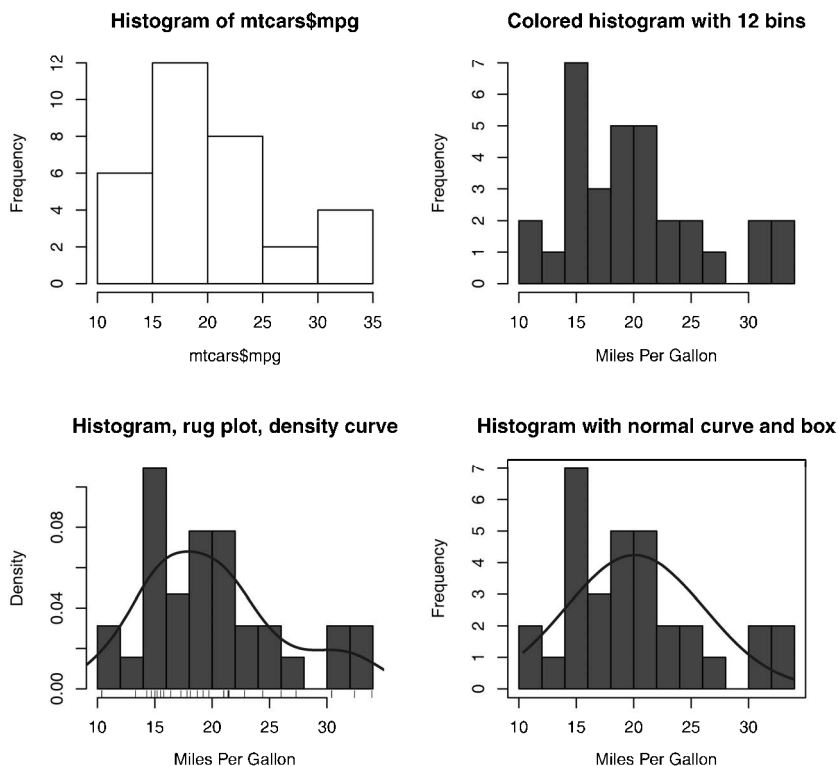 Histogram of mtcars$mpg
Frequency
12
10
8
6
4
2
0
10 15 20 25 30 35
mtcars$mpg
Colored histogram with 12 bins
Frequency
7
6
5
4
3
2
1
0
10 15 20 25 30
Miles Per Gallon
Histogram, rug plot, density curve
Density
0.08
0.04
0.00
10 15 20 25 30
Miles Per Gallon
Histogram with normal curve and box
Frequency
7
6
5
4
3
2
1
0
10 15 20 25 30
Miles Per Gallon